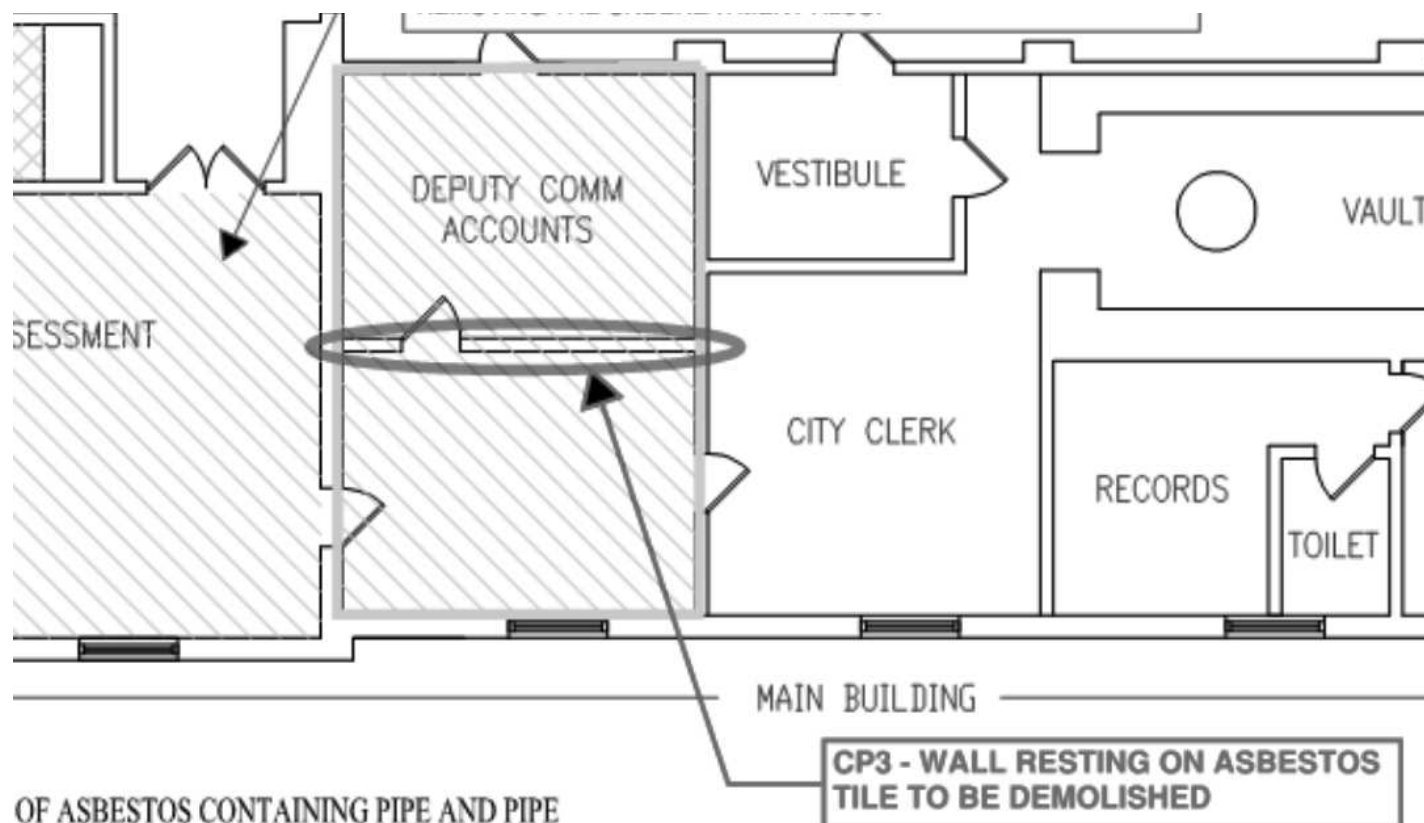 DEPUTY COMM
ACCOUNTS
VESTIBULE
VAULT
SESSMENT
CITY CLERK
RECORDS
TOILET
MAIN BUILDING
CP3 - WALL RESTING ON ASBESTOS
TILE TO BE DEMOLISHED
OF ASBESTOS CONTAINING PIPE AND PIPE